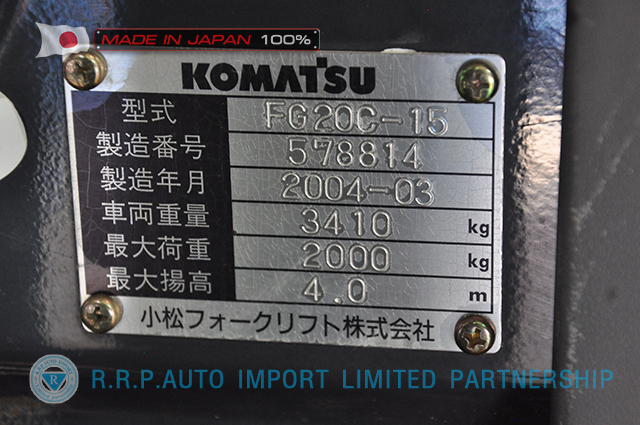 MADE IN JAPAN 100%
KOMATSU
型式 FG20C-15
製造番号 578814
製造年月 2004-03
車両重量 3410 kg
最大荷重 2000 kg
最大揚高 4.0 m
小松フォークリフト株式会社
R.R.P.AUTO IMPORT LIMITED PARTNERSHIP